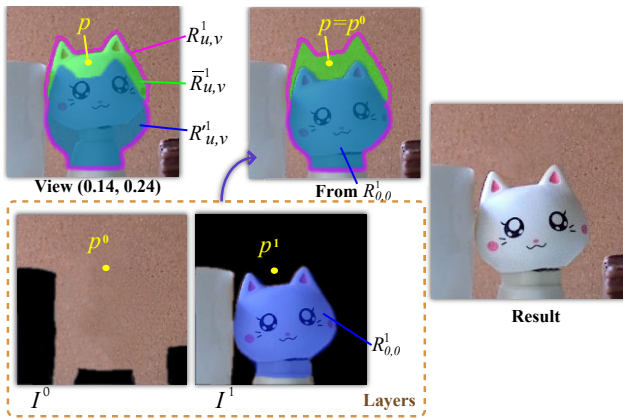 p
R¹u,v
R̅¹u,v
R′¹u,v
View (0.14, 0.24)
p=p⁰
From R¹0,0
p⁰
p¹
R¹0,0
I⁰
I¹
Layers
Result